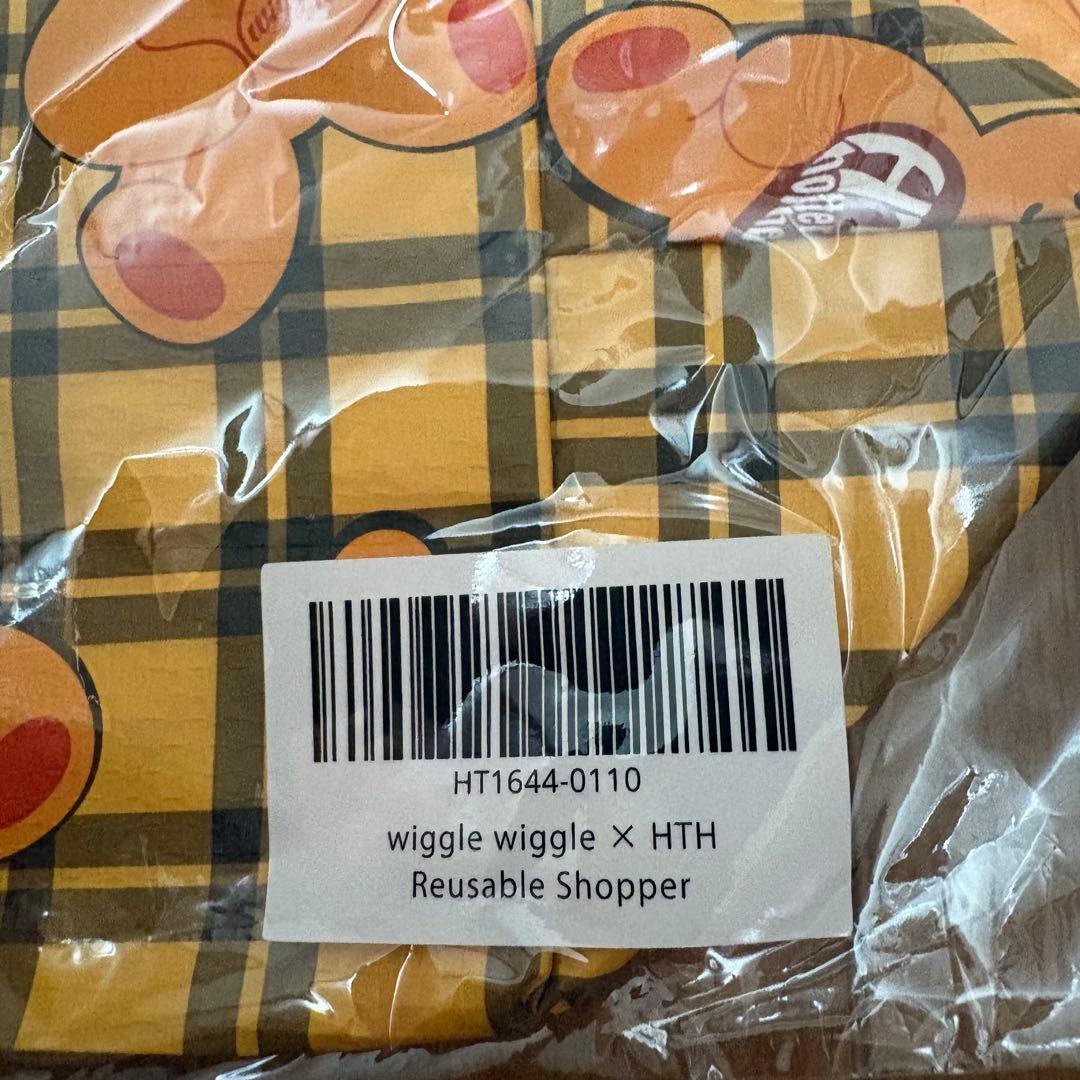 HT1644-0110
wiggle wiggle × HTH
Reusable Shopper